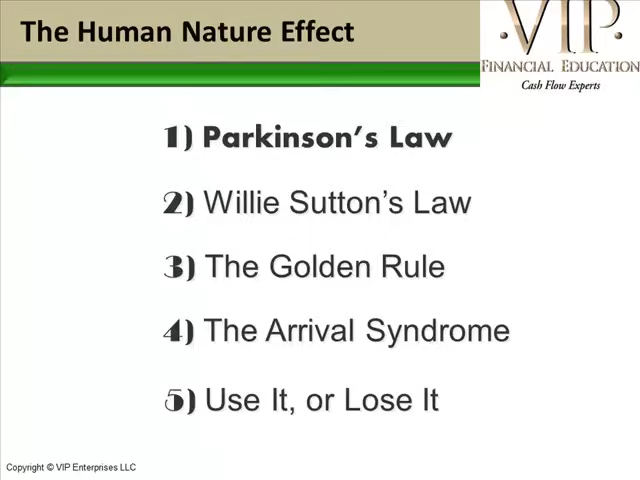 The Human Nature Effect
·VIP·
FINANCIAL EDUCATION
Cash Flow Experts
1) Parkinson's Law
2) Willie Sutton's Law
3) The Golden Rule
4) The Arrival Syndrome
5) Use It, or Lose It
Copyright © VIP Enterprises LLC